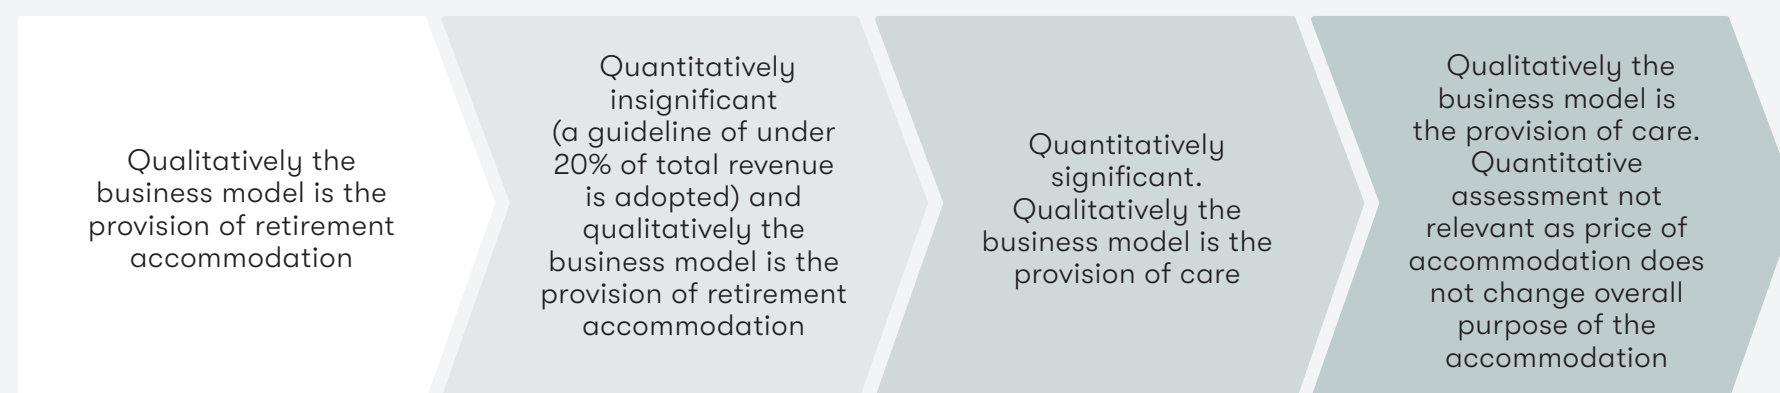 Qualitatively the
business model is the
provision of retirement
accommodation
Quantitatively
insignificant
(a guideline of under
20% of total revenue
is adopted) and
qualitatively the
business model is the
provision of retirement
accommodation
Quantitatively
significant.
Qualitatively the
business model is the
provision of care
Qualitatively the
business model is
the provision of care.
Quantitative
assessment not
relevant as price of
accommodation does
not change overall
purpose of the
accommodation